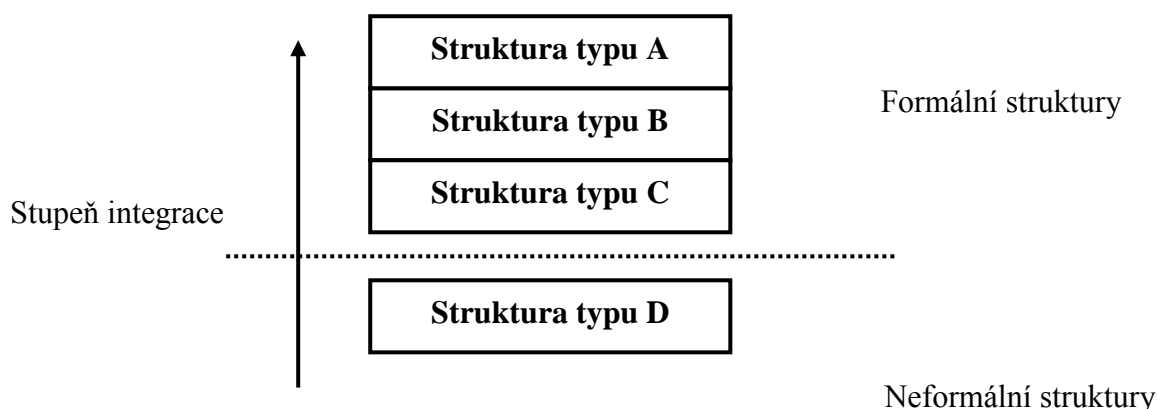 Struktura typu A
Formální struktury
Struktura typu B
Struktura typu C
Stupeň integrace
Struktura typu D
Neformální struktury